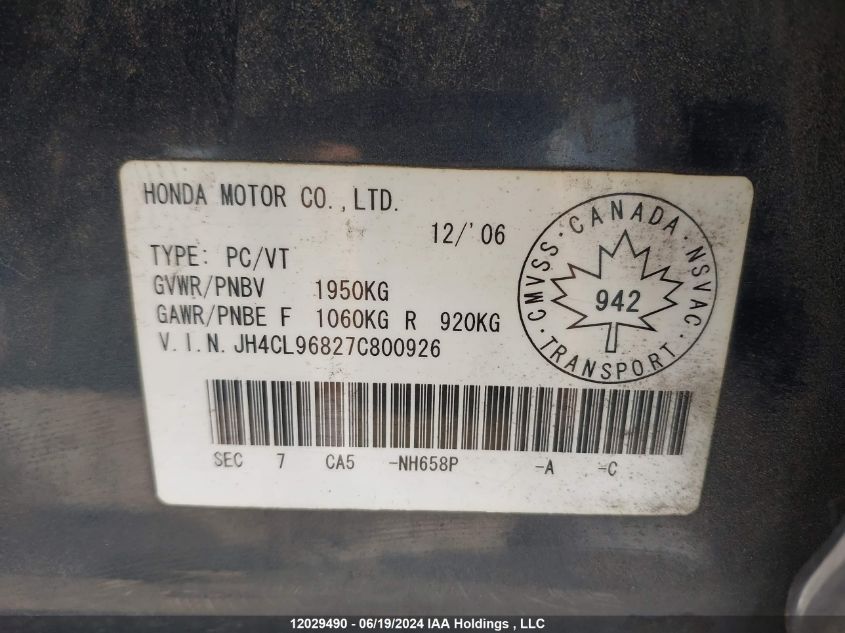 HONDA MOTOR CO.,LTD.
12/'06
TYPE: PC/VT
GVWR/PNBV 1950KG
GAWR/PNBE F 1060KG R 920KG
V.I.N. JH4CL96827C800926
CANADA · NSVAC · TRANSPORT · CMVSS ·
942
SEC 7 CA5 -NH658P -A -C
12029490 - 06/19/2024 IAA Holdings , LLC